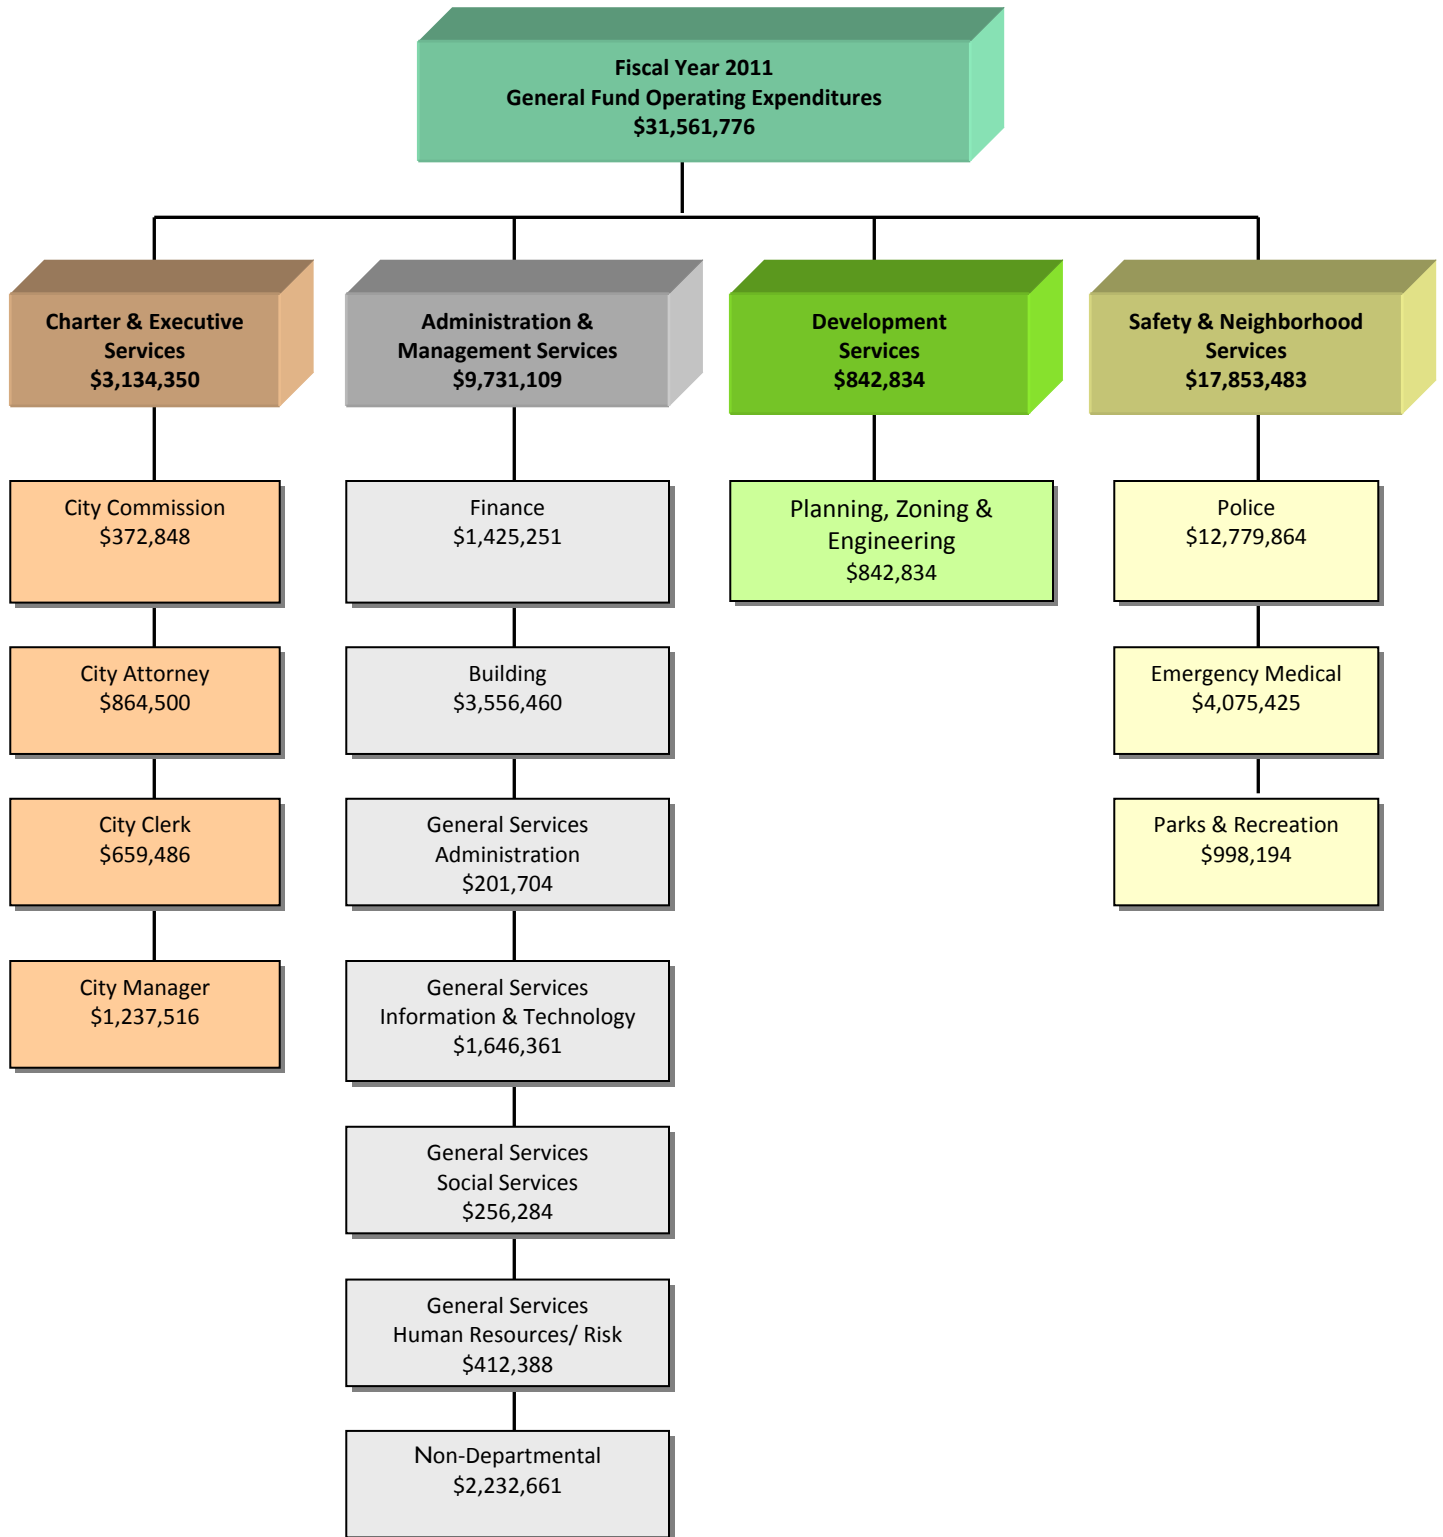 Fiscal Year 2011
General Fund Operating Expenditures
$31,561,776
Charter & Executive
Services
$3,134,350
Administration &
Management Services
$9,731,109
Development
Services
$842,834
Safety & Neighborhood
Services
$17,853,483
City Commission
$372,848
Finance
$1,425,251
Planning, Zoning &
Engineering
$842,834
Police
$12,779,864
City Attorney
$864,500
Building
$3,556,460
Emergency Medical
$4,075,425
City Clerk
$659,486
General Services
Administration
$201,704
Parks & Recreation
$998,194
City Manager
$1,237,516
General Services
Information & Technology
$1,646,361
General Services
Social Services
$256,284
General Services
Human Resources/ Risk
$412,388
Non-Departmental
$2,232,661